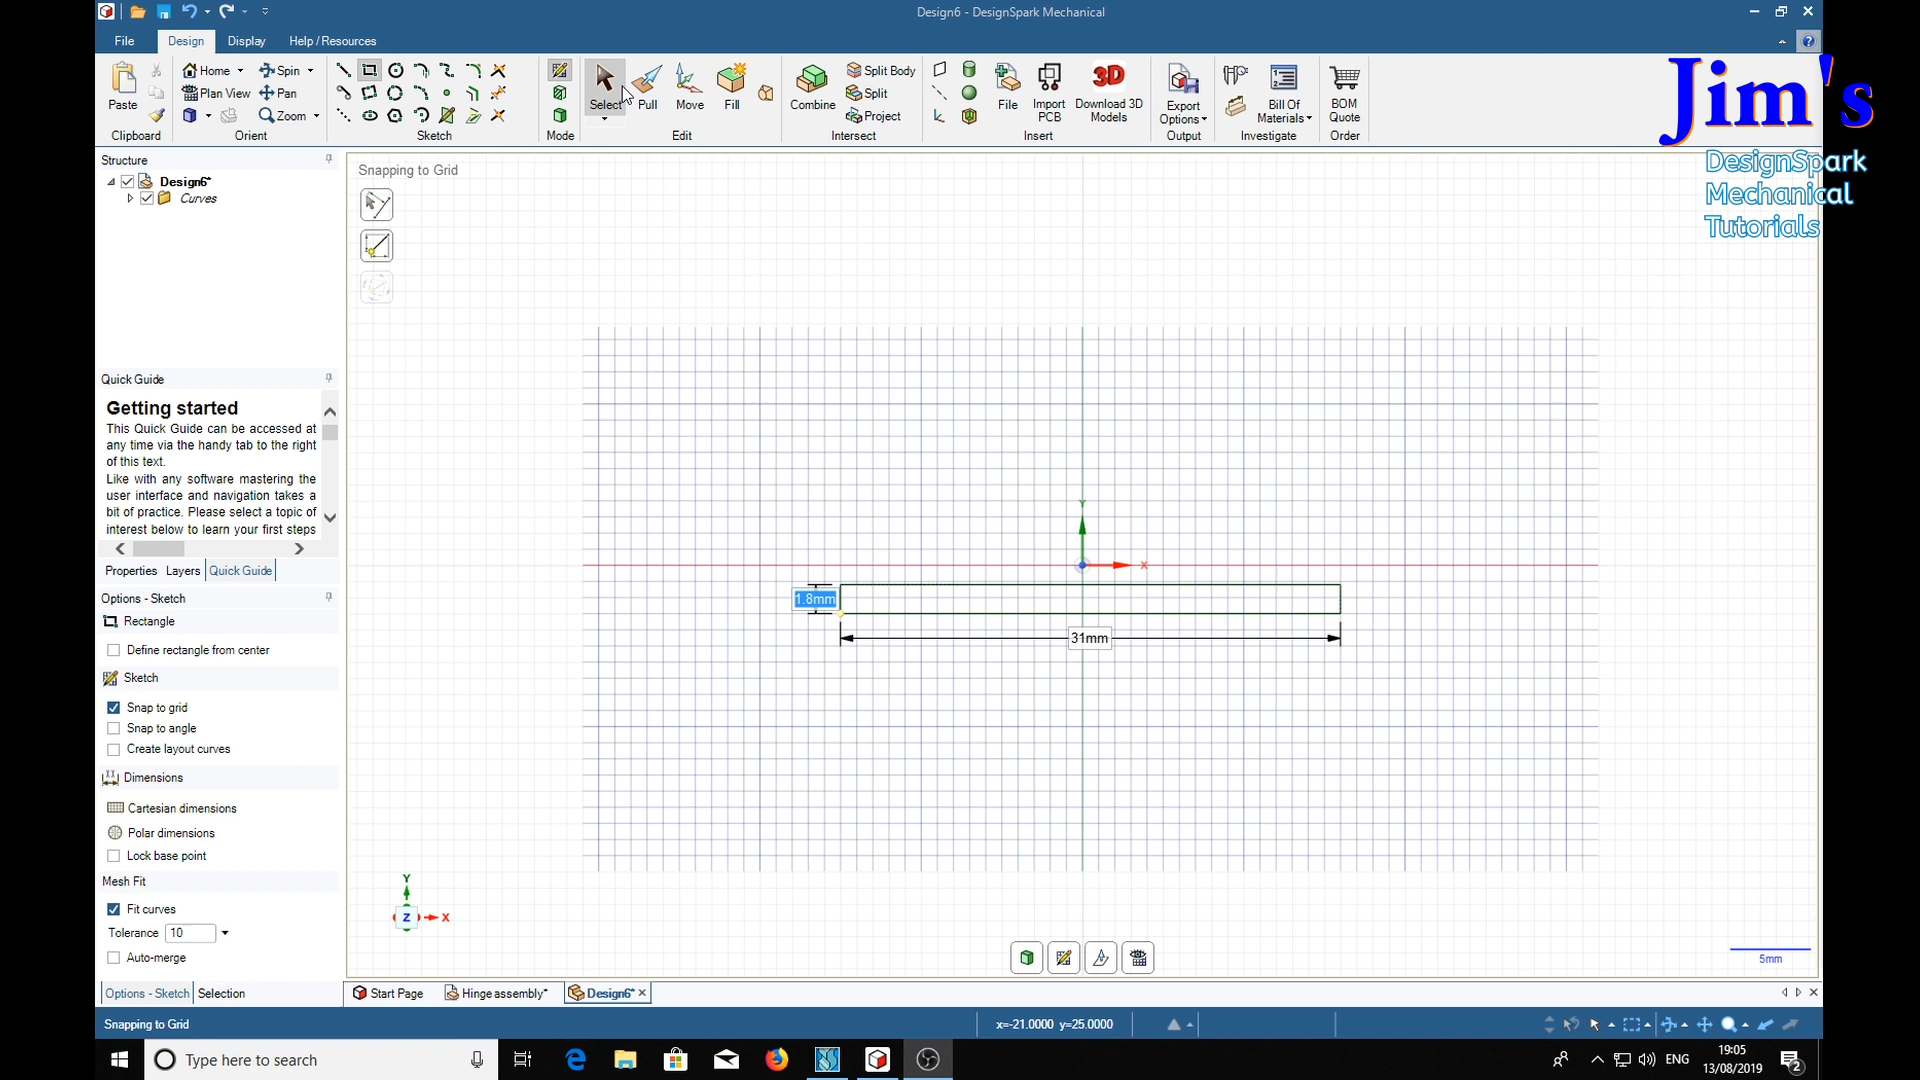 Design6 - DesignSpark Mechanical
File Design Display Help / Resources
Jim's
DesignSpark
Mechanical
Tutorials
Paste
Clipboard
Home Spin
Plan View Pan
Zoom
Orient
Sketch
Mode
Select Pull Move Fill
Edit
Combine
Split Body
Split
Project
Intersect
File
Import
PCB
Download 3D
Models
3D
Insert
Export
Options
Output
Bill Of
Materials
Investigate
BOM
Quote
Order
Structure
Design6*
Curves
Snapping to Grid
Quick Guide
Getting started
This Quick Guide can be accessed at
any time via the handy tab to the right
of this text.
Like with any software mastering the
user interface and navigation takes a
bit of practice. Please select a topic of
interest below to learn your first steps
Properties Layers Quick Guide
Options - Sketch
Rectangle
Define rectangle from center
Sketch
Snap to grid
Snap to angle
Create layout curves
Dimensions
Cartesian dimensions
Polar dimensions
Lock base point
Mesh Fit
Fit curves
Tolerance 10
Auto-merge
Options - Sketch Selection
Y
X
1.8mm
31mm
Y
Z X
5mm
Start Page Hinge assembly* Design6*
Snapping to Grid
x=-21.0000 y=25.0000
Type here to search
ENG
19:05
13/08/2019
2